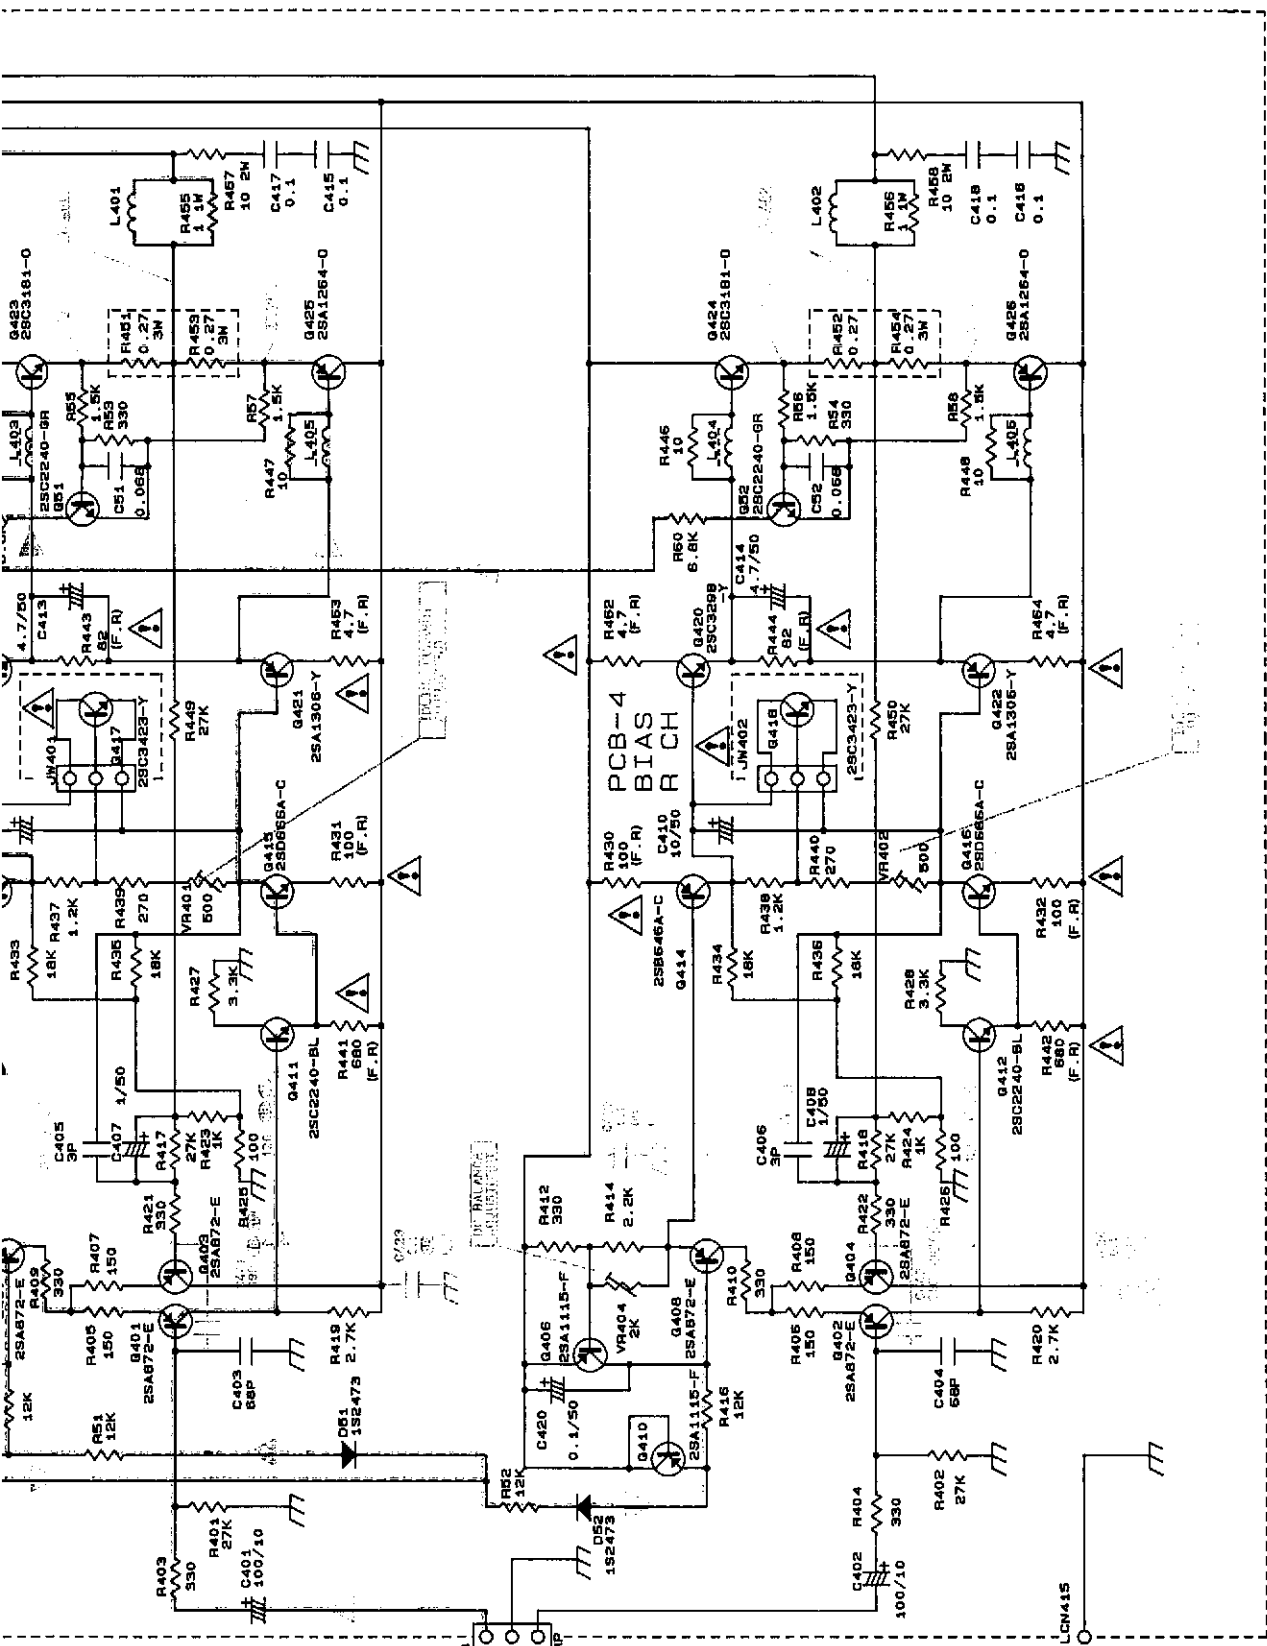 L401
R455
1 1W
R457
10 2W
C417
0.1
C415
0.1
L402
R456
1 1W
R458
10 2W
C418
0.1
C416
0.1
Q423
2SC3181-O
R451
0.27
3W
R453
0.27
3W
Q425
2SA1264-O
Q424
2SC3181-O
R452
0.27
R454
0.27
3W
Q426
2SA1264-O
L403
R55
1.5K
R53
330
2SC2240-GR
Q51
C51
0.068
R57
1.5K
R447
10
L405
R446
10
L404
R56
1.5K
R54
330
Q52
2SC2240-GR
C52
0.068
R58
1.5K
R448
10
L406
R60
6.8K
C414
4.7/50
4.7/50
C413
R443
82
(F.R)
R463
4.7
(F.R)
R462
4.7
(F.R)
Q420
2SC3298
-Y
R444
82
(F.R)
R464
4.7
(F.R)
JW401
Q417
2SC3423-Y
R449
27K
Q421
2SA1306-Y
PCB-4
BIAS
R CH
JW402
Q418
2SC3423-Y
R450
27K
Q422
2SA1306-Y
R437
1.2K
R439
270
VR401
500
Q415
2SD666A-C
R431
100
(F.R)
R430
100
(F.R)
C410
10/50
R438
1.2K
R440
270
VR402
500
Q416
2SD666A-C
R432
100
(F.R)
R433
18K
R435
18K
R427
3.3K
2SB646A-C
Q414
R434
18K
R436
18K
R428
3.3K
Q411
2SC2240-BL
R441
680
(F.R)
Q412
2SC2240-BL
R442
680
(F.R)
C405
3P
C407
1/50
R417
27K
R423
1K
100
R425
R421
330
C406
3P
C408
1/50
R418
27K
R424
1K
100
R426
R422
330
2SA872-E
R409
330
R407
150
R405
150
Q403
2SA872-E
Q401
2SA872-E
R419
2.7K
C403
68P
DC BALANCE
R412
330
R414
2.2K
Q406
2SA1115-F
VR404
2K
Q408
2SA872-E
R410
330
R408
150
R406
150
Q404
2SA872-E
Q402
2SA872-E
R420
2.7K
C404
68P
12K
R51
12K
D51
1S2473
C420
0.1/50
Q410
2SA1115-F
R416
12K
R52
12K
D52
1S2473
R401
27K
R403
330
C401
100/10
R404
330
R402
27K
C402
100/10
LCN415